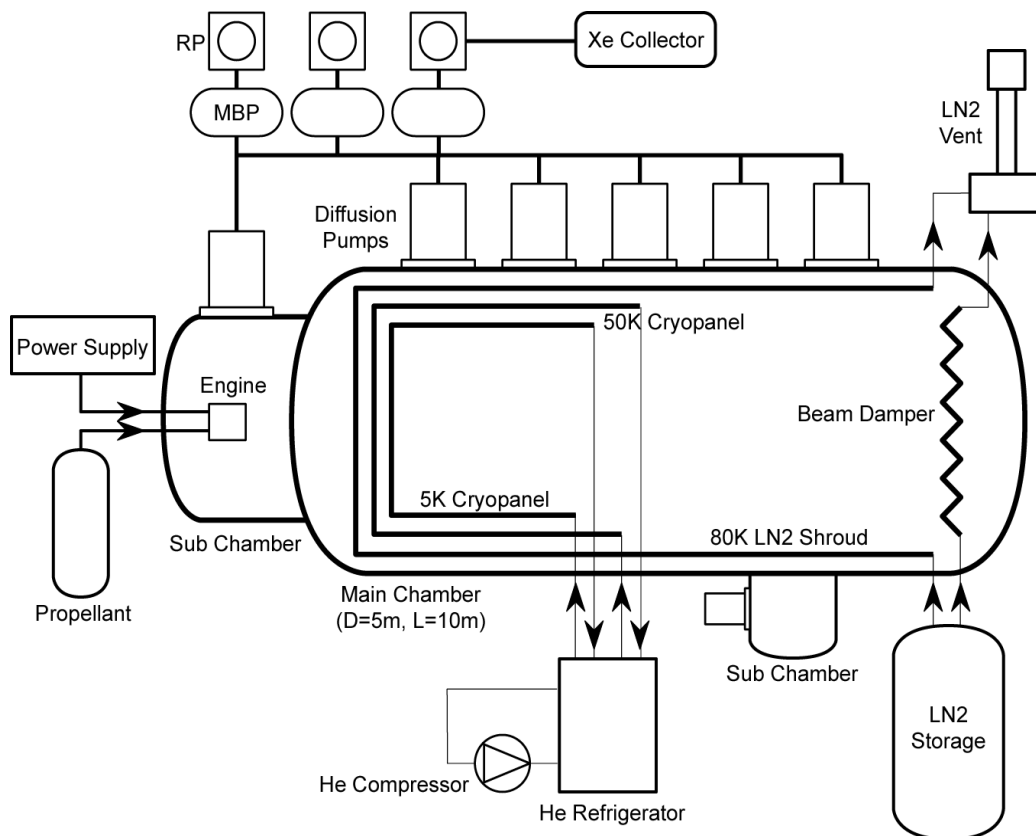 RP
Xe Collector
MBP
LN2
Vent
Diffusion
Pumps
Power Supply
50K Cryopanel
Engine
Beam Damper
5K Cryopanel
80K LN2 Shroud
Sub Chamber
Propellant
Main Chamber
(D=5m, L=10m)
Sub Chamber
LN2
Storage
He Compressor
He Refrigerator